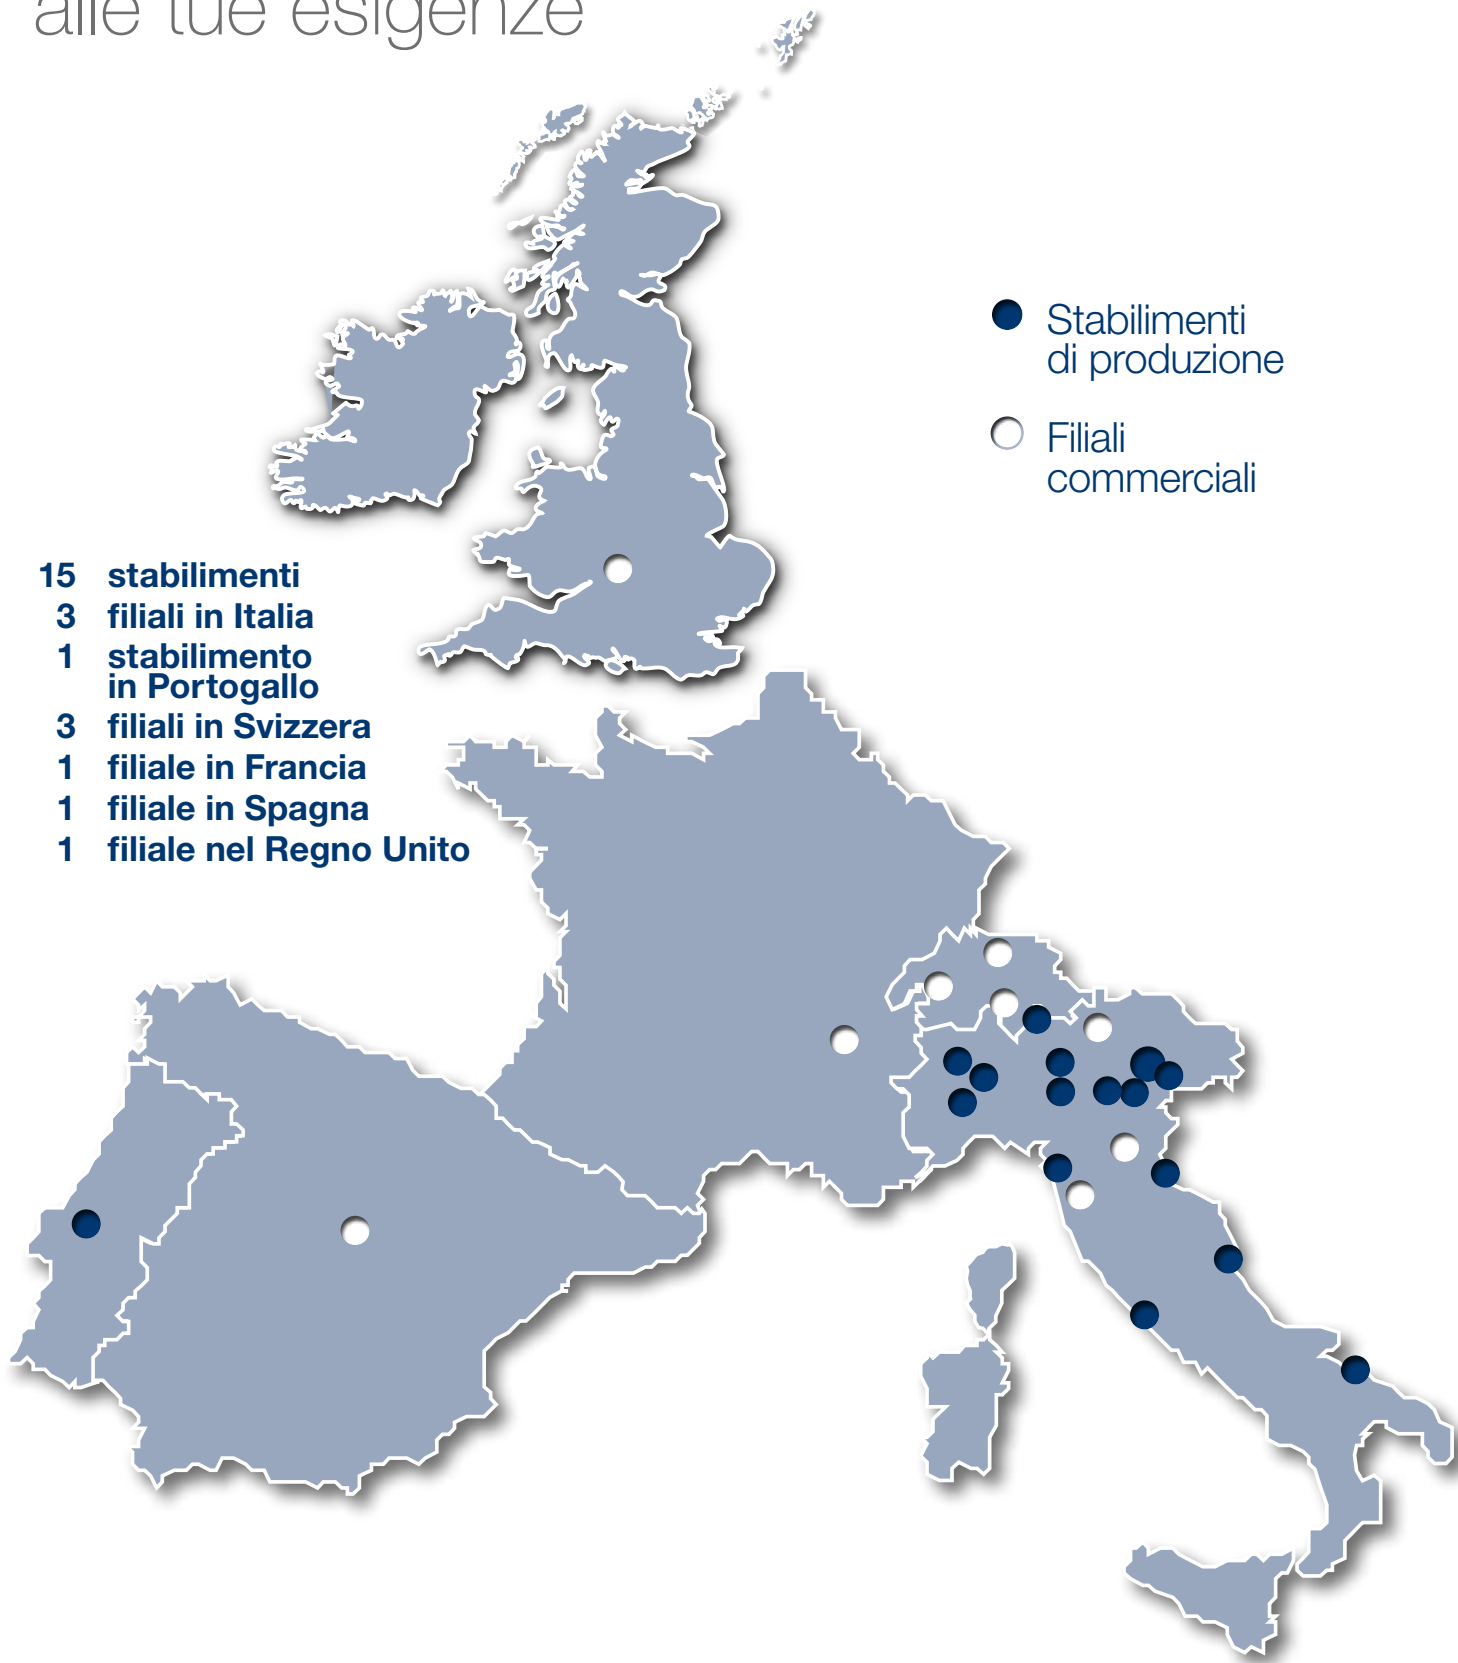 alle tue esigenze
Stabilimenti
di produzione
Filiali
commerciali
15 stabilimenti
3 filiali in Italia
1 stabilimento
in Portogallo
3 filiali in Svizzera
1 filiale in Francia
1 filiale in Spagna
1 filiale nel Regno Unito